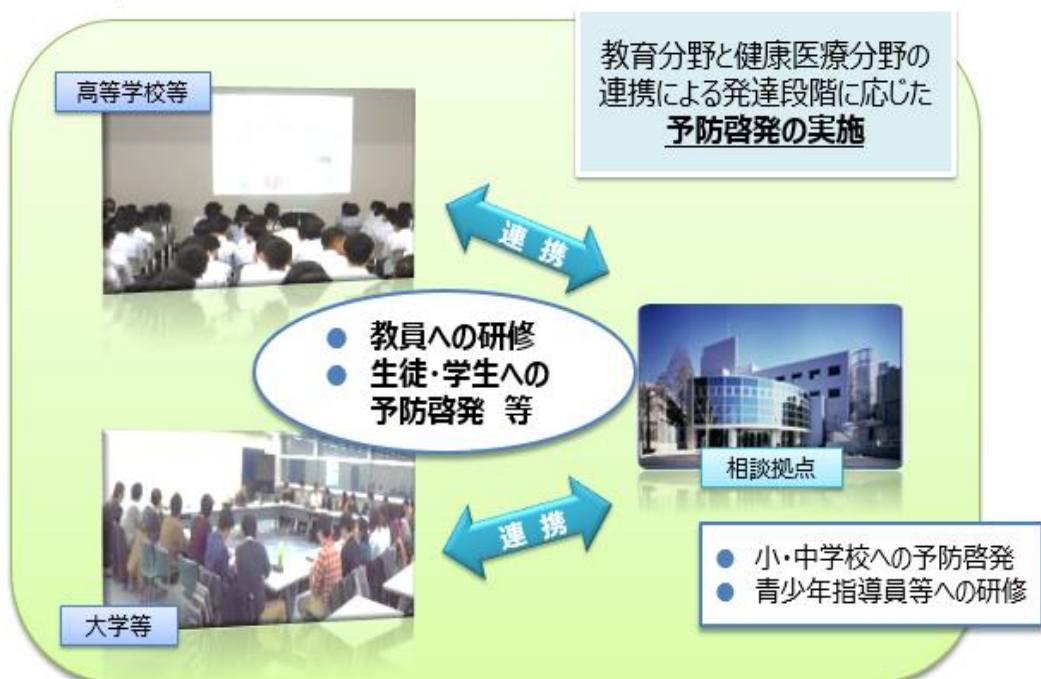 教育分野と健康医療分野の
連携による発達段階に応じた
予防啓発の実施
高等学校等
連携
● 教員への研修
● 生徒・学生への
予防啓発 等
相談拠点
連携
大学等
● 小・中学校への予防啓発
● 青少年指導員等への研修